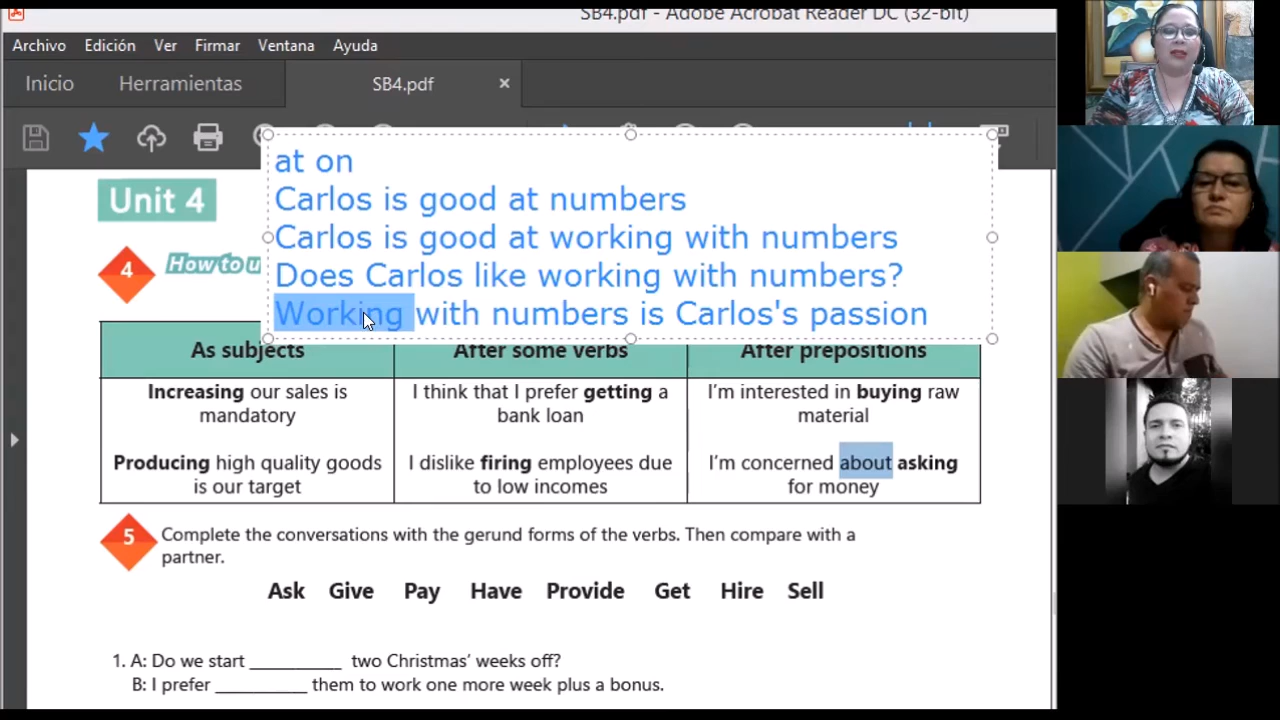 SB4.pdf - Adobe Acrobat Reader DC (32-bit)
Archivo Edición Ver Firmar Ventana Ayuda
Inicio Herramientas SB4.pdf ×
at on
Carlos is good at numbers
Carlos is good at working with numbers
Does Carlos like working with numbers?
Working with numbers is Carlos's passion
Unit 4
4 How to u
As subjects After some verbs After prepositions
Increasing our sales is I think that I prefer getting a I'm interested in buying raw
mandatory bank loan material
Producing high quality goods I dislike firing employees due I'm concerned about asking
is our target to low incomes for money
5 Complete the conversations with the gerund forms of the verbs. Then compare with a
partner.
Ask Give Pay Have Provide Get Hire Sell
1. A: Do we start __________ two Christmas' weeks off?
B: I prefer __________ them to work one more week plus a bonus.